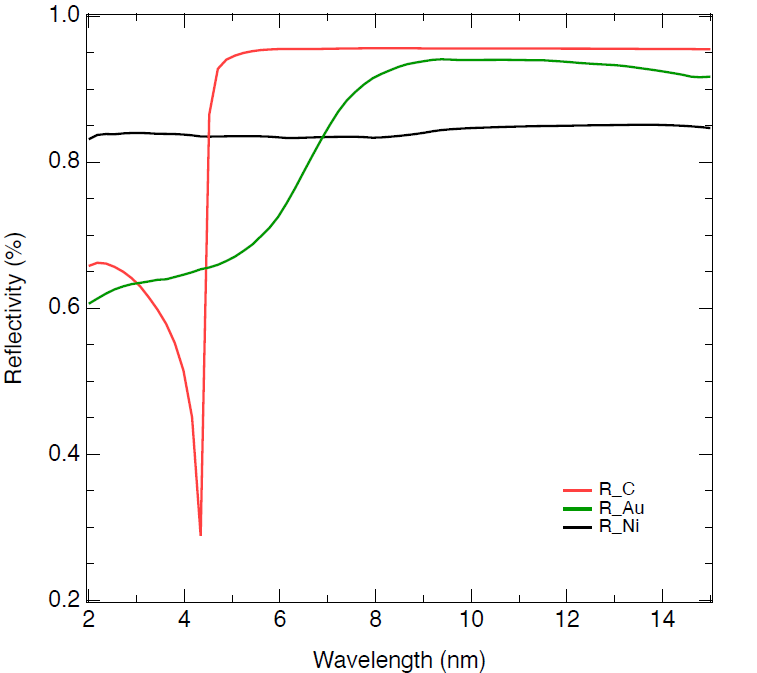 1.0
0.8
0.6
0.4
0.2
Reflectivity (%)
R_C
R_Au
R_Ni
2 4 6 8 10 12 14
Wavelength (nm)